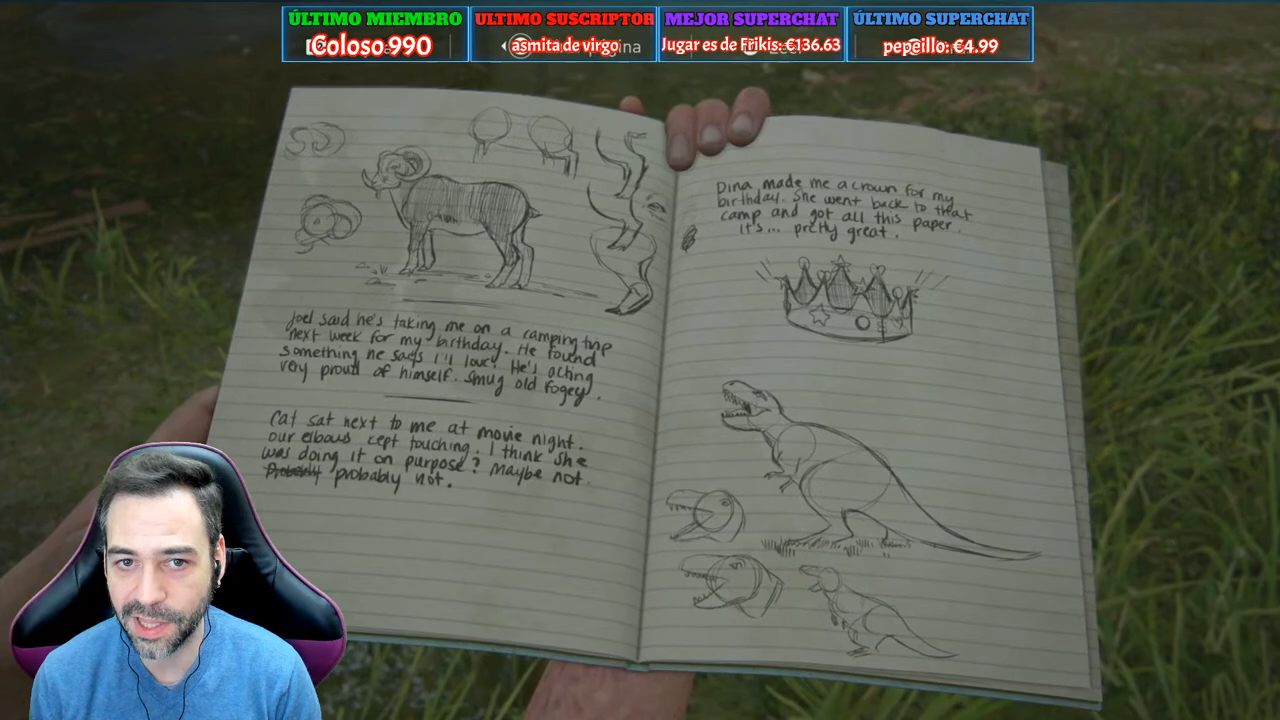 ÚLTIMO MIEMBRO
Coloso 990
ULTIMO SUSCRIPTOR
asmita de virgo
MEJOR SUPERCHAT
Jugar es de Frikis: €136.63
ÚLTIMO SUPERCHAT
pepeillo: €4.99
Joel said he's taking me on a camping trip
next week for my birthday. He found
something he says I'll love. He's acting
very proud of himself. Smug old fogey.
Cat sat next to me at movie night.
our elbows kept touching. I think she
was doing it on purpose? Maybe not.
Probably probably not.
Dina made me a crown for my
birthday. She went back to that
camp and got all this paper.
It's... pretty great.